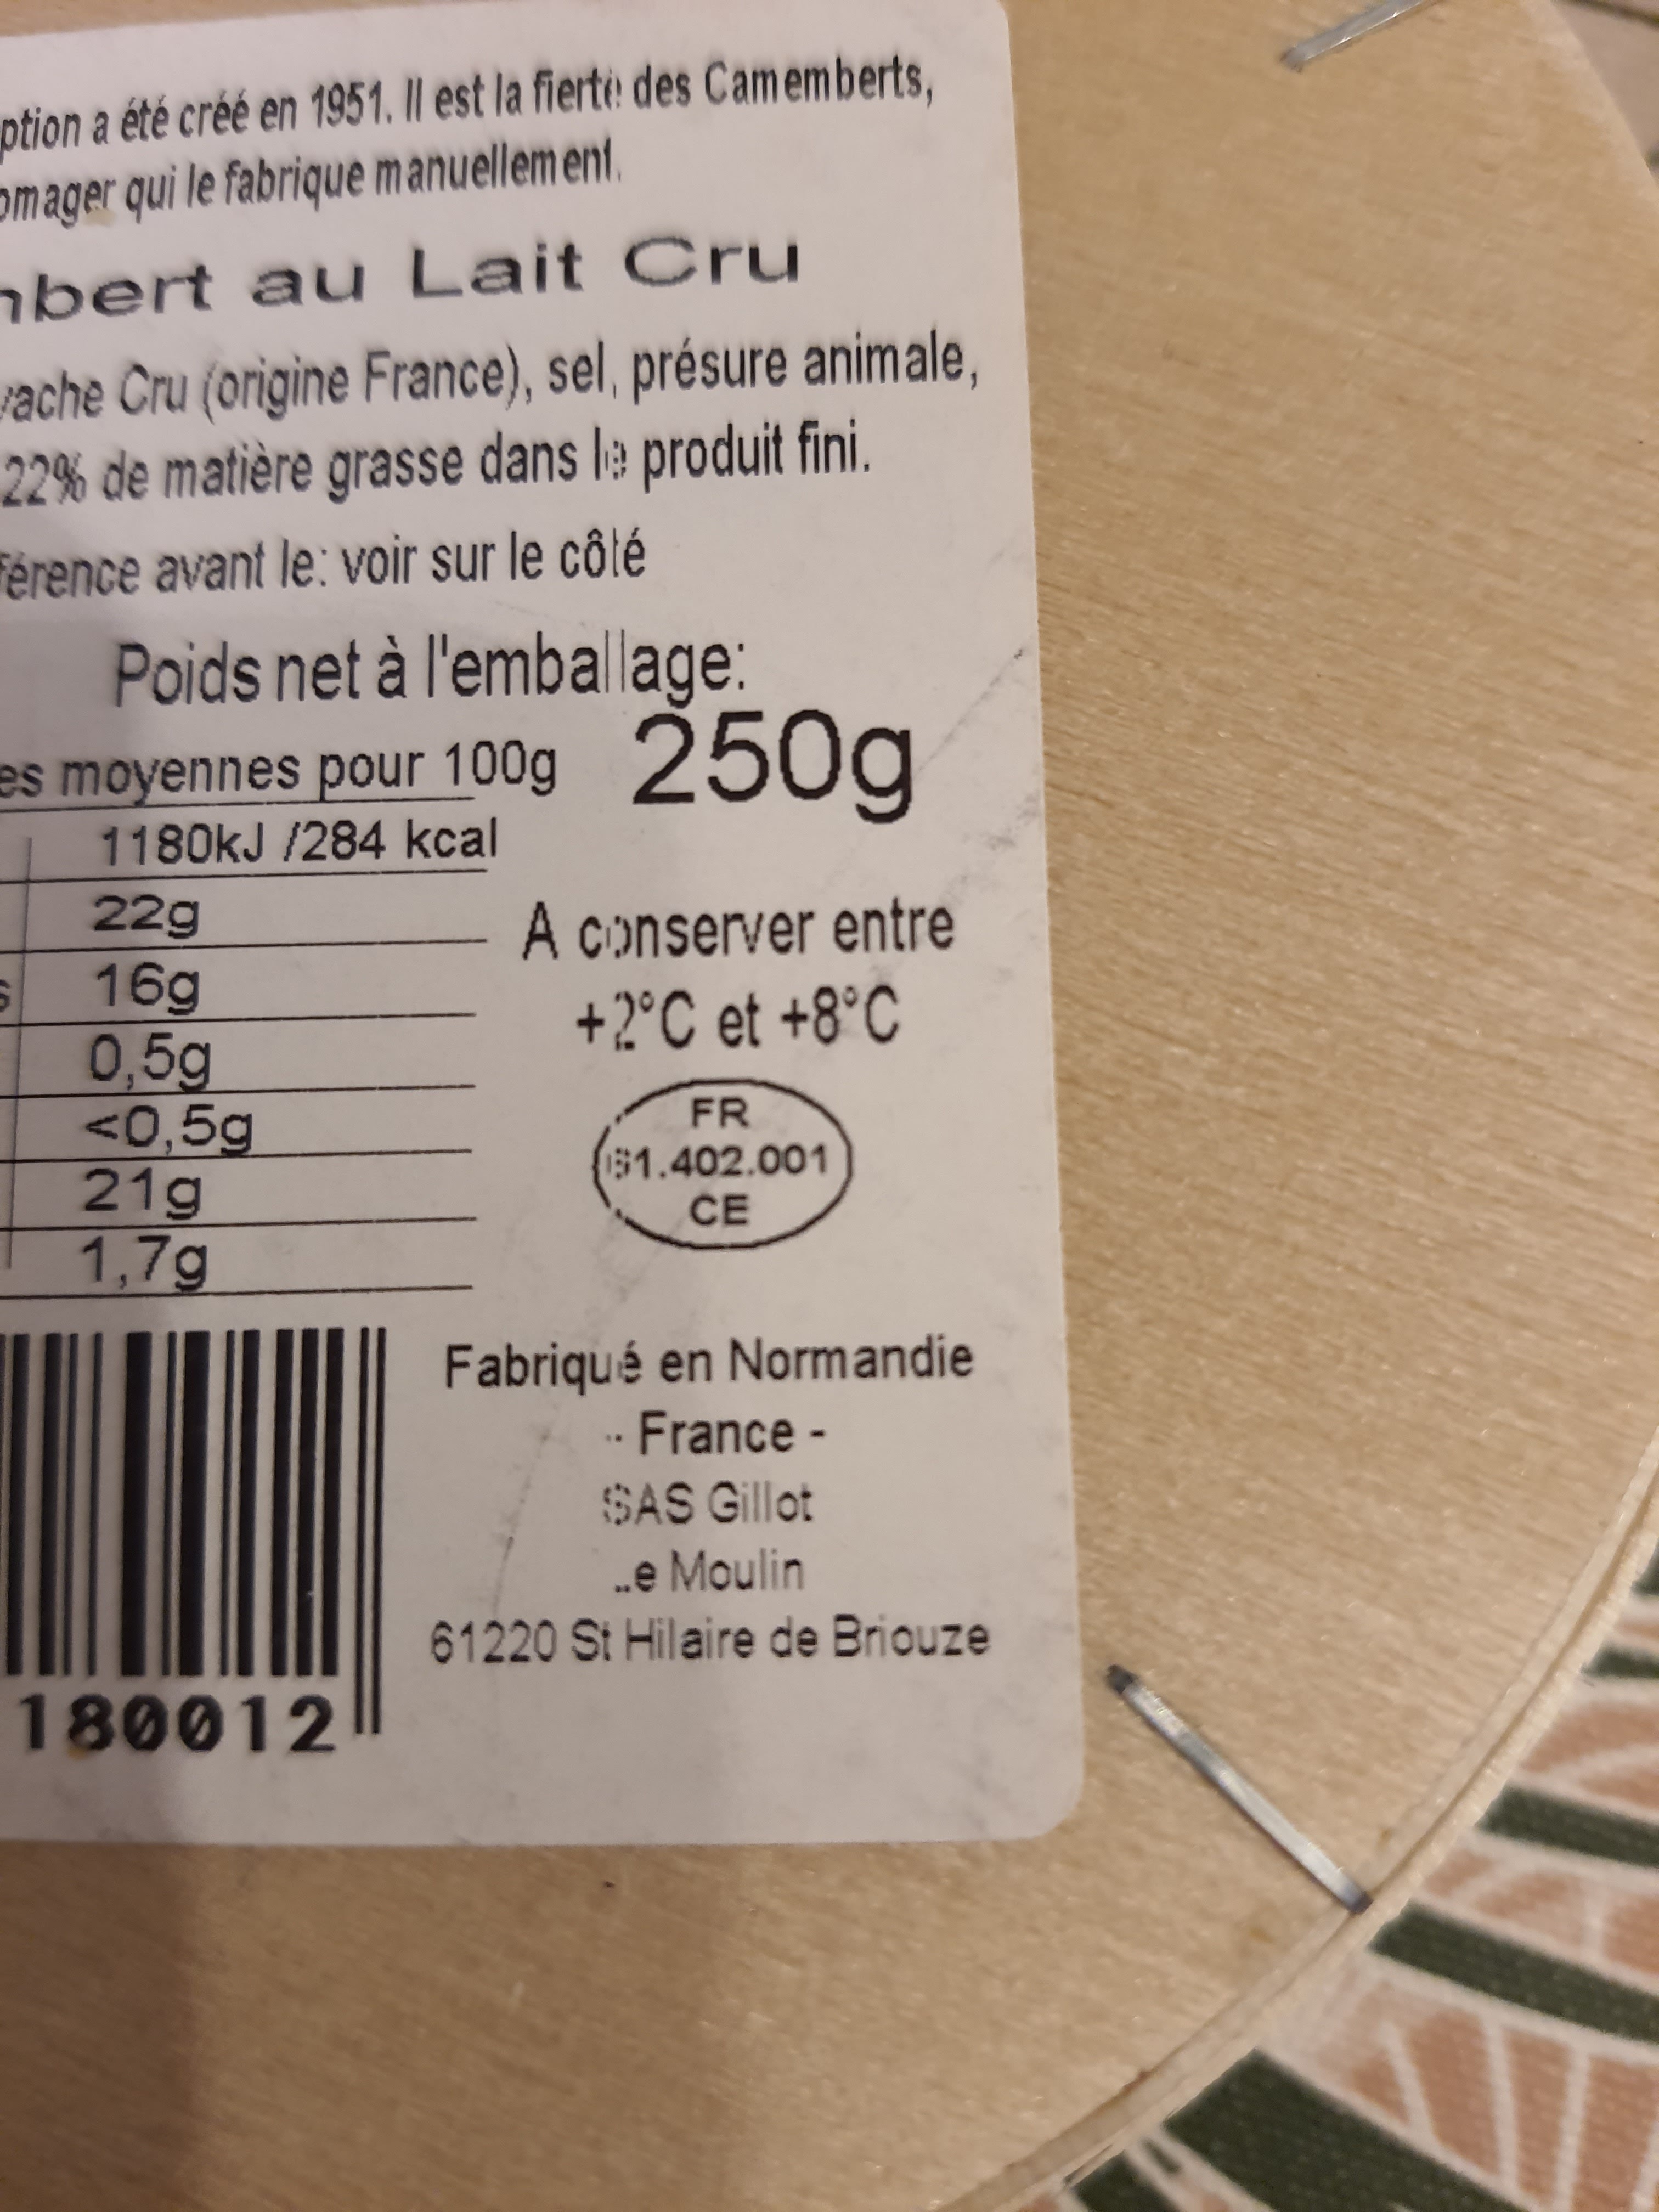 ption a été créé en 1951. Il est la fierté des Camemberts,
omager qui le fabrique manuellement.
mbert au Lait Cru
vache Cru (origine France), sel, présure animale,
22% de matière grasse dans le produit fini.
férence avant le: voir sur le côté
Poids net à l'emballage:
250g
es moyennes pour 100g
1180kJ /284 kcal
22g
s 16g
0,5g
<0,5g
21g
1,7g
A conserver entre
+2°C et +8°C
FR
61.402.001
CE
Fabriqué en Normandie
- France -
SAS Gillot
Le Moulin
61220 St Hilaire de Briouze
180012